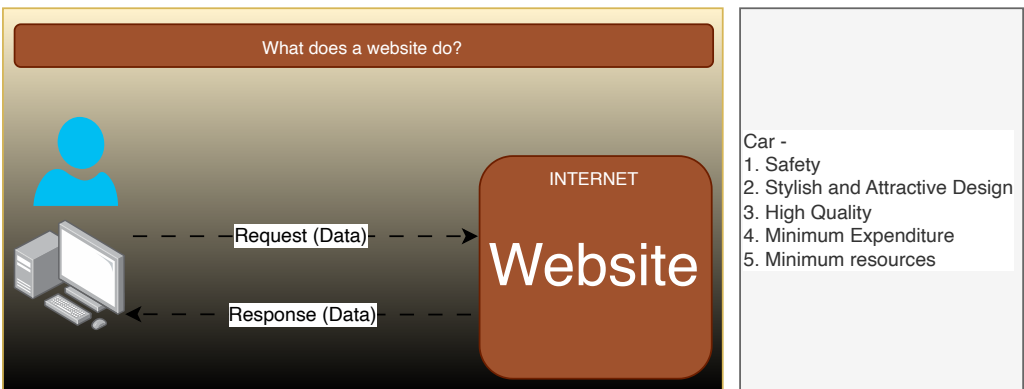 What does a website do?
INTERNET
Website
Request (Data)
Response (Data)
Car -
1. Safety
2. Stylish and Attractive Design
3. High Quality
4. Minimum Expenditure
5. Minimum resources